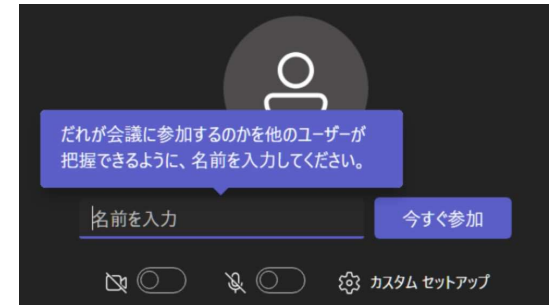 だれが会議に参加するのかを他のユーザーが
把握できるように、名前を入力してください。
名前を入力
今すぐ参加
カスタム セットアップ